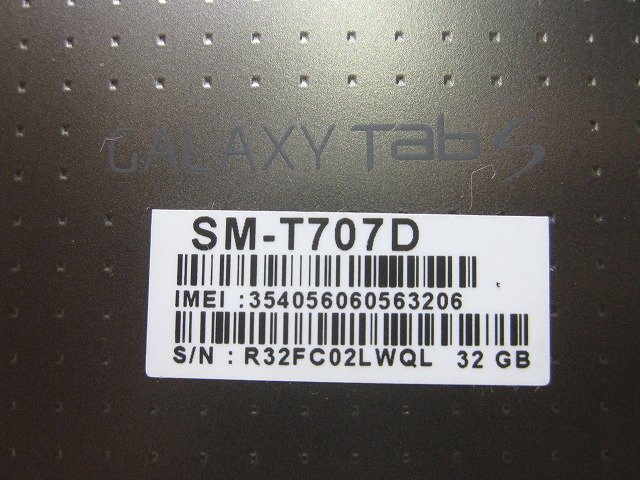 GALAXY Tab S
SM-T707D
IMEI :354056060563206
S/N : R32FC02LWQL 32 GB